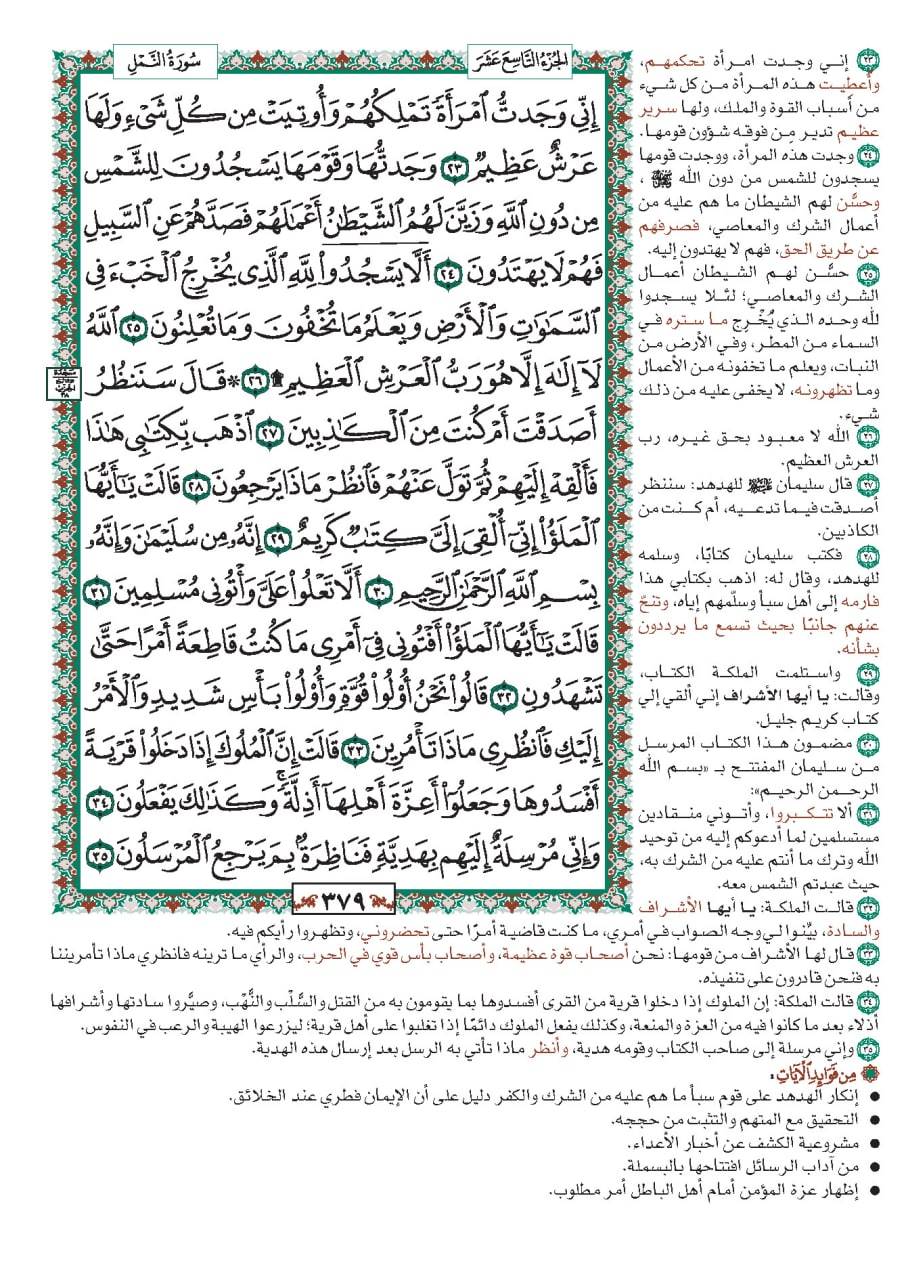 الجُزْءُ التَّاسِعَ عَشَرَ
سُورَةُ النَّمْلِ
إِنِّي وَجَدتُّ ٱمْرَأَةً تَمْلِكُهُمْ وَأُوتِيَتْ مِن كُلِّ شَيْءٍ وَلَهَا
عَرْشٌ عَظِيمٌ ۝٢٣ وَجَدتُّهَا وَقَوْمَهَا يَسْجُدُونَ لِلشَّمْسِ
مِن دُونِ ٱللَّهِ وَزَيَّنَ لَهُمُ ٱلشَّيْطَٰنُ أَعْمَٰلَهُمْ فَصَدَّهُمْ عَنِ ٱلسَّبِيلِ
فَهُمْ لَا يَهْتَدُونَ ۝٢٤ أَلَّا يَسْجُدُوا۟ لِلَّهِ ٱلَّذِي يُخْرِجُ ٱلْخَبْءَ فِي
ٱلسَّمَٰوَٰتِ وَٱلْأَرْضِ وَيَعْلَمُ مَا تُخْفُونَ وَمَا تُعْلِنُونَ ۝٢٥ ٱللَّهُ
لَآ إِلَٰهَ إِلَّا هُوَ رَبُّ ٱلْعَرْشِ ٱلْعَظِيمِ ۩ ۝٢٦ * قَالَ سَنَنظُرُ
أَصَدَقْتَ أَمْ كُنتَ مِنَ ٱلْكَٰذِبِينَ ۝٢٧ ٱذْهَب بِّكِتَٰبِي هَٰذَا
فَأَلْقِهْ إِلَيْهِمْ ثُمَّ تَوَلَّ عَنْهُمْ فَٱنظُرْ مَاذَا يَرْجِعُونَ ۝٢٨ قَالَتْ يَٰٓأَيُّهَا
ٱلْمَلَؤُا۟ إِنِّيٓ أُلْقِيَ إِلَيَّ كِتَٰبٌ كَرِيمٌ ۝٢٩ إِنَّهُۥ مِن سُلَيْمَٰنَ وَإِنَّهُۥ
بِسْمِ ٱللَّهِ ٱلرَّحْمَٰنِ ٱلرَّحِيمِ ۝٣٠ أَلَّا تَعْلُوا۟ عَلَيَّ وَأْتُونِي مُسْلِمِينَ ۝٣١
قَالَتْ يَٰٓأَيُّهَا ٱلْمَلَؤُا۟ أَفْتُونِي فِيٓ أَمْرِي مَا كُنتُ قَاطِعَةً أَمْرًا حَتَّىٰ
تَشْهَدُونِ ۝٣٢ قَالُوا۟ نَحْنُ أُو۟لُوا۟ قُوَّةٍ وَأُو۟لُوا۟ بَأْسٍ شَدِيدٍ وَٱلْأَمْرُ
إِلَيْكِ فَٱنظُرِي مَاذَا تَأْمُرِينَ ۝٣٣ قَالَتْ إِنَّ ٱلْمُلُوكَ إِذَا دَخَلُوا۟ قَرْيَةً
أَفْسَدُوهَا وَجَعَلُوٓا۟ أَعِزَّةَ أَهْلِهَآ أَذِلَّةً ۚ وَكَذَٰلِكَ يَفْعَلُونَ ۝٣٤
وَإِنِّي مُرْسِلَةٌ إِلَيْهِم بِهَدِيَّةٍ فَنَاظِرَةٌۢ بِمَ يَرْجِعُ ٱلْمُرْسَلُونَ ۝٣٥
٣٧٩
٢٣ إني وجدت امرأة تحكمهم،
وأعطيت هذه المرأة من كل شيء
من أسباب القوة والملك، ولها سرير
عظيم تدير مِن فوقه شؤون قومها.
٢٤ وجدت هذه المرأة، ووجدت قومها
يسجدون للشمس من دون الله ﷻ،
وحسَّن لهم الشيطان ما هم عليه من
أعمال الشرك والمعاصي، فصرفهم
عن طريق الحق، فهم لا يهتدون إليه.
٢٥ حسَّن لهم الشيطان أعمال
الشرك والمعاصي؛ لئلا يسجدوا
لله وحده الذي يُخْرِج ما ستره في
السماء من المطر، وفي الأرض من
النبات، ويعلم ما تخفونه من الأعمال
وما تظهرونه، لا يخفى عليه من ذلك
شيء.
٢٦ الله لا معبود بحق غيره، رب
العرش العظيم.
٢٧ قال سليمان ﷺ للهدهد: سننظر
أصدقت فيما تدعيه، أم كنت من
الكاذبين.
٢٨ فكتب سليمان كتابًا، وسلمه
للهدهد، وقال له: اذهب بكتابي هذا
فارمه إلى أهل سبأ وسلّمهم إياه، وتنحّ
عنهم جانبًا بحيث تسمع ما يرددون
بشأنه.
٢٩ واستلمت الملكة الكتاب،
وقالت: يا أيها الأشراف إني ألقي إلي
كتاب كريم جليل.
٣٠ مضمون هذا الكتاب المرسل
من سليمان المفتتح بـ «بسم الله
الرحمن الرحيم»:
٣١ ألا تتكبروا، وأتوني منقادين
مستسلمين لما أدعوكم إليه من توحيد
الله وترك ما أنتم عليه من الشرك به،
حيث عبدتم الشمس معه.
٣٢ قالت الملكة: يا أيها الأشراف
والسادة، بيِّنوا لي وجه الصواب في أمري، ما كنت قاضية أمرًا حتى تحضروني، وتظهروا رأيكم فيه.
٣٣ قال لها الأشراف من قومها: نحن أصحاب قوة عظيمة، وأصحاب بأس قوي في الحرب، والرأي ما ترينه فانظري ماذا تأمريننا
به فنحن قادرون على تنفيذه.
٣٤ قالت الملكة: إن الملوك إذا دخلوا قرية من القرى أفسدوها بما يقومون به من القتل والسَّلْب والنُّهْب، وصيَّروا سادتها وأشرافها
أذلاء بعد ما كانوا فيه من العزة والمنعة، وكذلك يفعل الملوك دائمًا إذا تغلبوا على أهل قرية؛ ليزرعوا الهيبة والرعب في النفوس.
٣٥ وإني مرسلة إلى صاحب الكتاب وقومه هدية، وأنظر ماذا تأتي به الرسل بعد إرسال هذه الهدية.
مِن فَوَائِدِ الآيَاتِ:
● إنكار الهدهد على قوم سبأ ما هم عليه من الشرك والكفر دليل على أن الإيمان فطري عند الخلائق.
● التحقيق مع المتهم والتثبت من حججه.
● مشروعية الكشف عن أخبار الأعداء.
● من آداب الرسائل افتتاحها بالبسملة.
● إظهار عزة المؤمن أمام أهل الباطل أمر مطلوب.